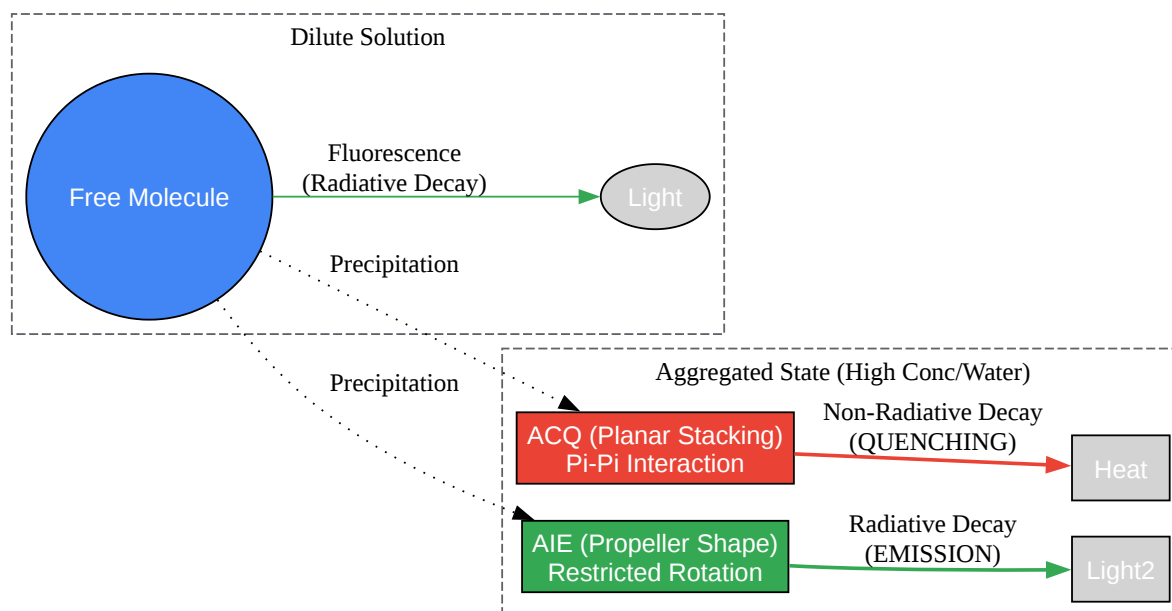 Dilute Solution
Free Molecule
Fluorescence
(Radiative Decay)
Light
Precipitation
Precipitation
Aggregated State (High Conc/Water)
ACQ (Planar Stacking)
Pi-Pi Interaction
Non-Radiative Decay
(QUENCHING)
Heat
AIE (Propeller Shape)
Restricted Rotation
Radiative Decay
(EMISSION)
Light2